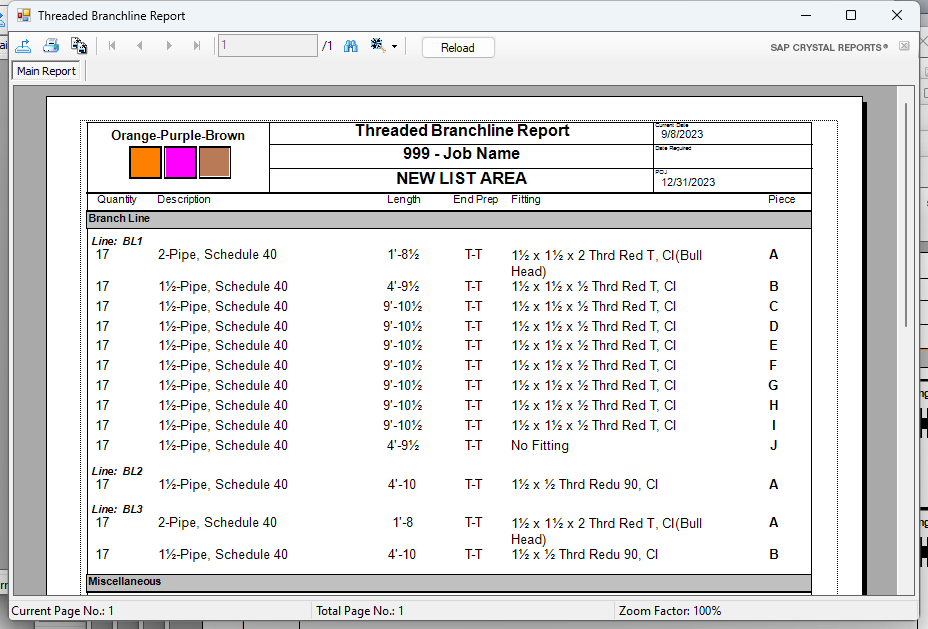 Threaded Branchline Report
1 /1 Reload SAP CRYSTAL REPORTS®
Main Report
Orange-Purple-Brown
Threaded Branchline Report
999 - Job Name
NEW LIST AREA
Current Date
9/8/2023
Date Required
12/31/2023
Quantity Description Length End Prep Fitting Piece
Branch Line
Line: BL1
17 2-Pipe, Schedule 40 1'-8½ T-T 1½ x 1½ x 2 Thrd Red T, CI(Bull A
Head)
17 1½-Pipe, Schedule 40 4'-9½ T-T 1½ x 1½ x ½ Thrd Red T, CI B
17 1½-Pipe, Schedule 40 9'-10½ T-T 1½ x 1½ x ½ Thrd Red T, CI C
17 1½-Pipe, Schedule 40 9'-10½ T-T 1½ x 1½ x ½ Thrd Red T, CI D
17 1½-Pipe, Schedule 40 9'-10½ T-T 1½ x 1½ x ½ Thrd Red T, CI E
17 1½-Pipe, Schedule 40 9'-10½ T-T 1½ x 1½ x ½ Thrd Red T, CI F
17 1½-Pipe, Schedule 40 9'-10½ T-T 1½ x 1½ x ½ Thrd Red T, CI G
17 1½-Pipe, Schedule 40 9'-10½ T-T 1½ x 1½ x ½ Thrd Red T, CI H
17 1½-Pipe, Schedule 40 9'-10½ T-T 1½ x 1½ x ½ Thrd Red T, CI I
17 1½-Pipe, Schedule 40 4'-9½ T-T No Fitting J
Line: BL2
17 1½-Pipe, Schedule 40 4'-10 T-T 1½ x ½ Thrd Redu 90, CI A
Line: BL3
17 2-Pipe, Schedule 40 1'-8 T-T 1½ x 1½ x 2 Thrd Red T, CI(Bull A
Head)
17 1½-Pipe, Schedule 40 4'-10 T-T 1½ x ½ Thrd Redu 90, CI B
Miscellaneous
Current Page No.: 1 Total Page No.: 1 Zoom Factor: 100%